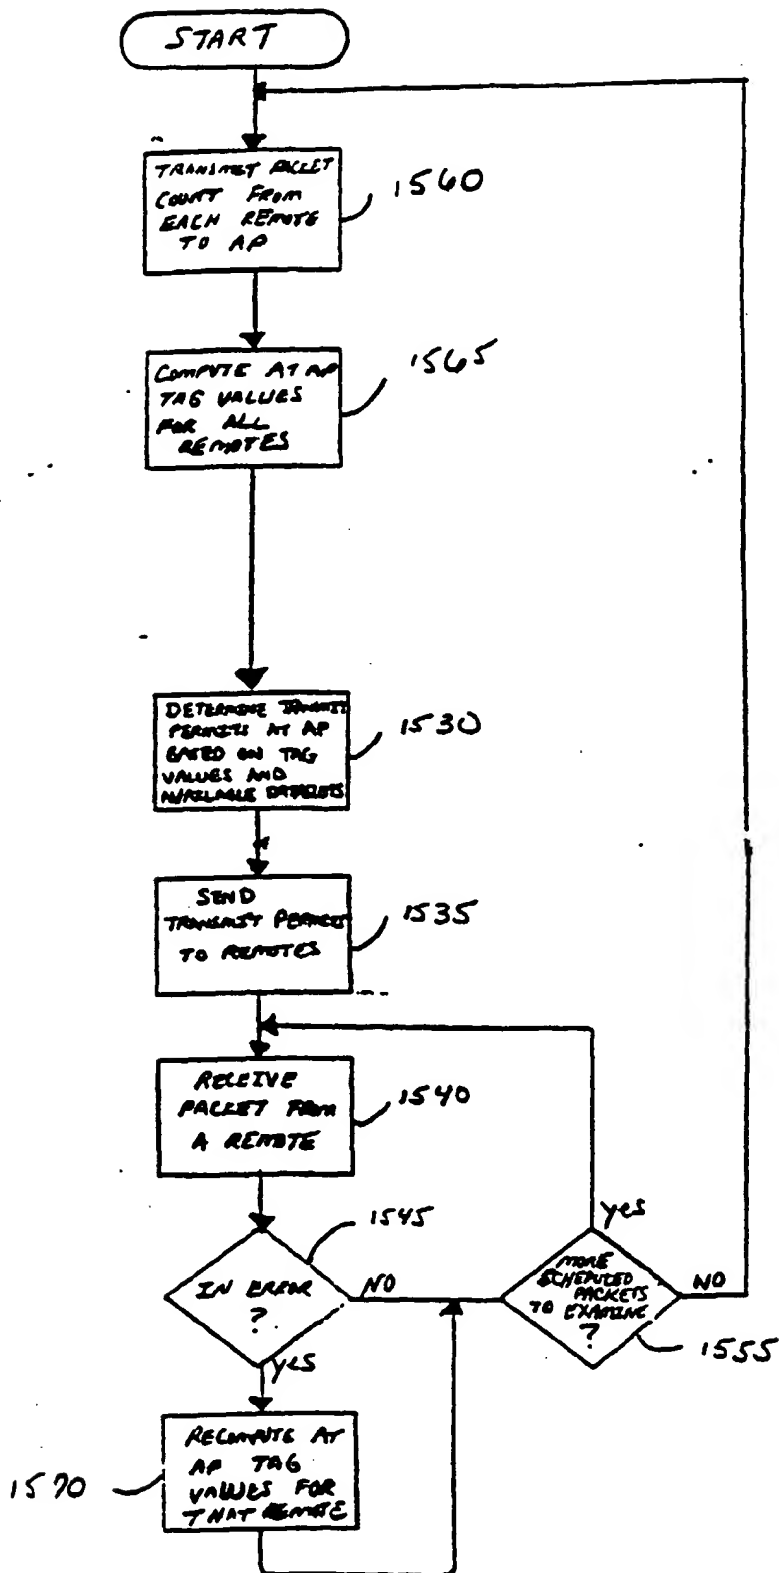 START
TRANSMIT PACKET
COUNT FROM
EACH REMOTE
TO AP
1560
COMPUTE AT AP
TAG VALUES
FOR ALL
REMOTES
1565
DETERMINE TRANSMIT
PERMITS AT AP
BASED ON TAG
VALUES AND
AVAILABLE DATASLOTS
1530
SEND
TRANSMIT PERMITS
TO REMOTES
1535
RECEIVE
PACKET FROM
A REMOTE
1540
IN ERROR
?
1545
NO
yes
MORE
SCHEDULED
PACKETS
TO EXAMINE
?
yes
NO
1555
RECOMPUTE AT
AP TAG
VALUES FOR
THAT REMOTE
1570